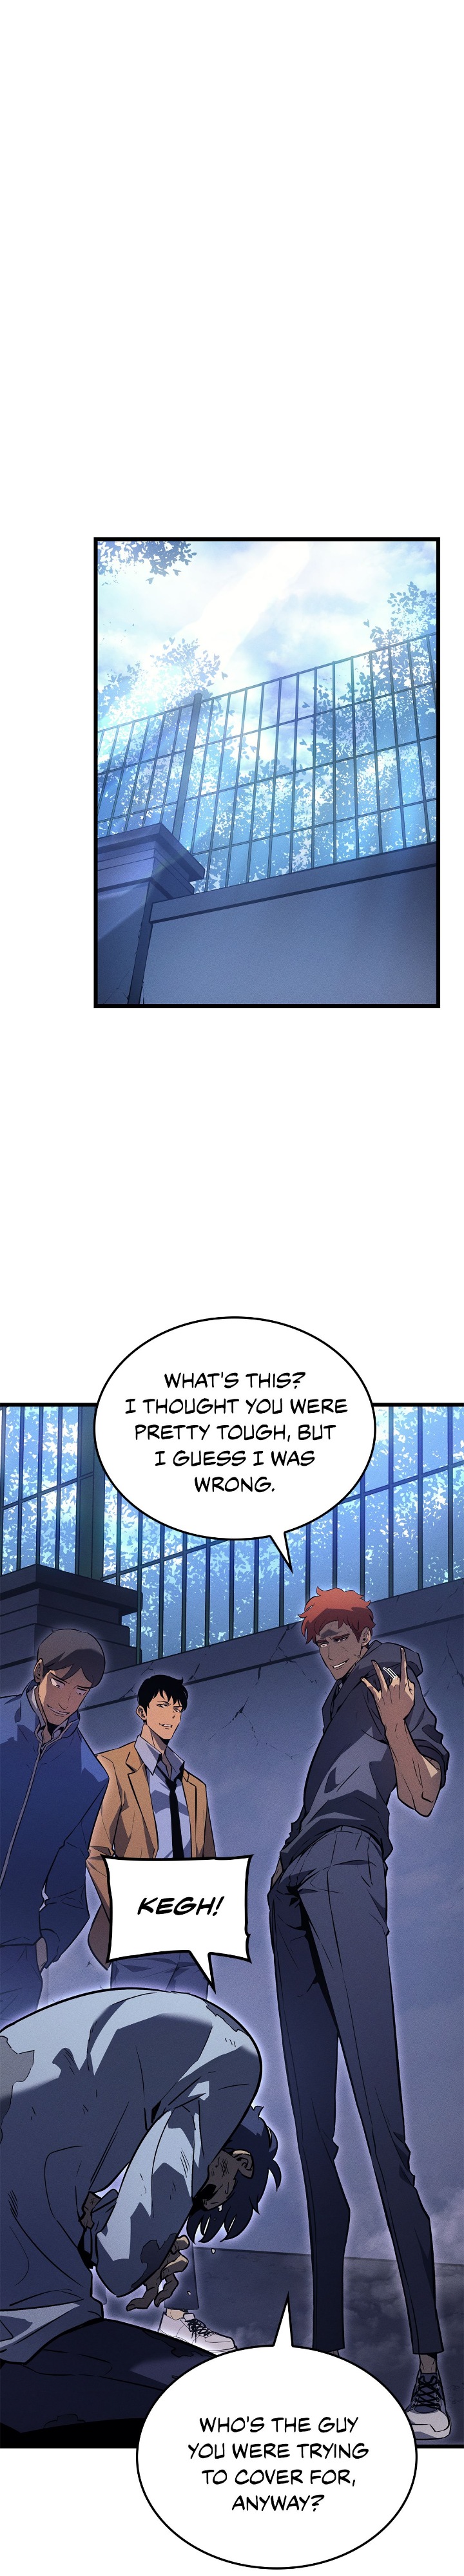 WHAT'S THIS?
I THOUGHT YOU WERE
PRETTY TOUGH, BUT
I GUESS I WAS
WRONG.
KEGH!
WHO'S THE GUY
YOU WERE TRYING
TO COVER FOR,
ANYWAY?